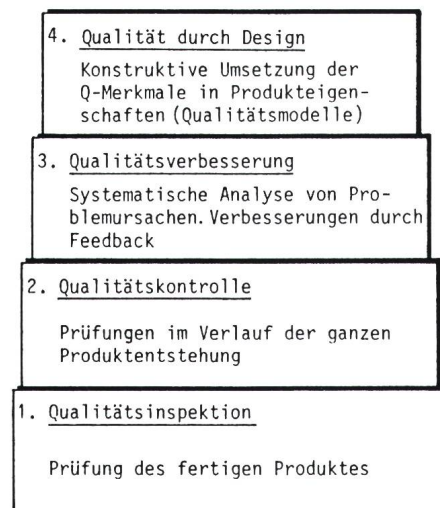 4. Qualität durch Design
Konstruktive Umsetzung der
Q-Merkmale in Produkteigen-
schaften (Qualitätsmodelle)
3. Qualitätsverbesserung
Systematische Analyse von Pro-
blemursachen. Verbesserungen durch
Feedback
2. Qualitätskontrolle
Prüfungen im Verlauf der ganzen
Produktentstehung
1. Qualitätsinspektion
Prüfung des fertigen Produktes